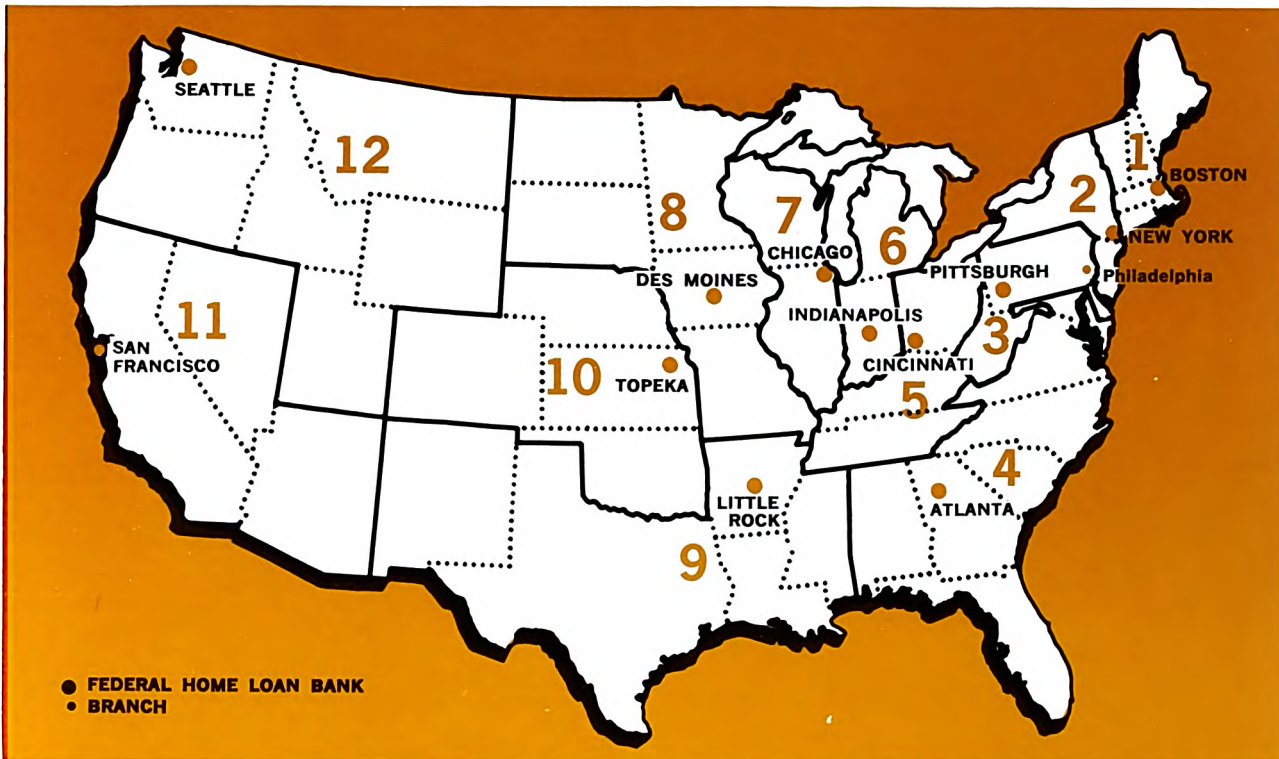 SEATTLE
12
1
BOSTON
2
8
7
NEW YORK
6
CHICAGO
PITTSBURGH
Philadelphia
DES MOINES
INDIANAPOLIS
3
11
SAN
FRANCISCO
CINCINNATI
10
TOPEKA
5
4
LITTLE
ROCK
ATLANTA
9
FEDERAL HOME LOAN BANK
BRANCH